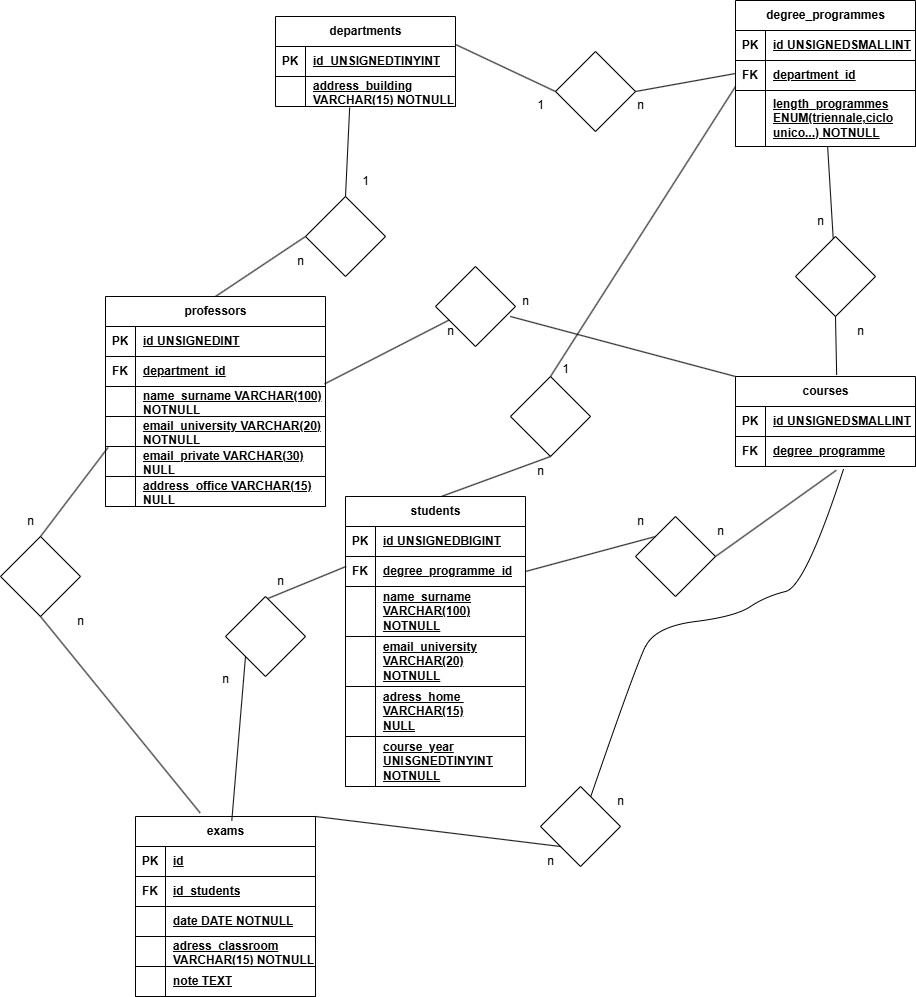 departments
PK id UNSIGNEDTINYINT
address_building
VARCHAR(15) NOTNULL
degree_programmes
PK id UNSIGNEDSMALLINT
FK department_id
length_programmes
ENUM(triennale,ciclo
unico...) NOTNULL
1
n
1
n
n
n
professors
PK id UNSIGNEDINT
FK department_id
name_surname VARCHAR(100)
NOTNULL
email_university VARCHAR(20)
NOTNULL
email_private VARCHAR(30)
NULL
address_office VARCHAR(15)
NULL
n
n
1
n
courses
PK id UNSIGNEDSMALLINT
FK degree_programme
students
PK id UNSIGNEDBIGINT
FK degree_programme_id
name_surname
VARCHAR(100)
NOTNULL
email_university
VARCHAR(20)
NOTNULL
adress_home
VARCHAR(15)
NULL
course_year
UNISGNEDTINYINT
NOTNULL
n
n
n
n
n
n
n
n
exams
PK id
FK id_students
date DATE NOTNULL
adress_classroom
VARCHAR(15) NOTNULL
note TEXT